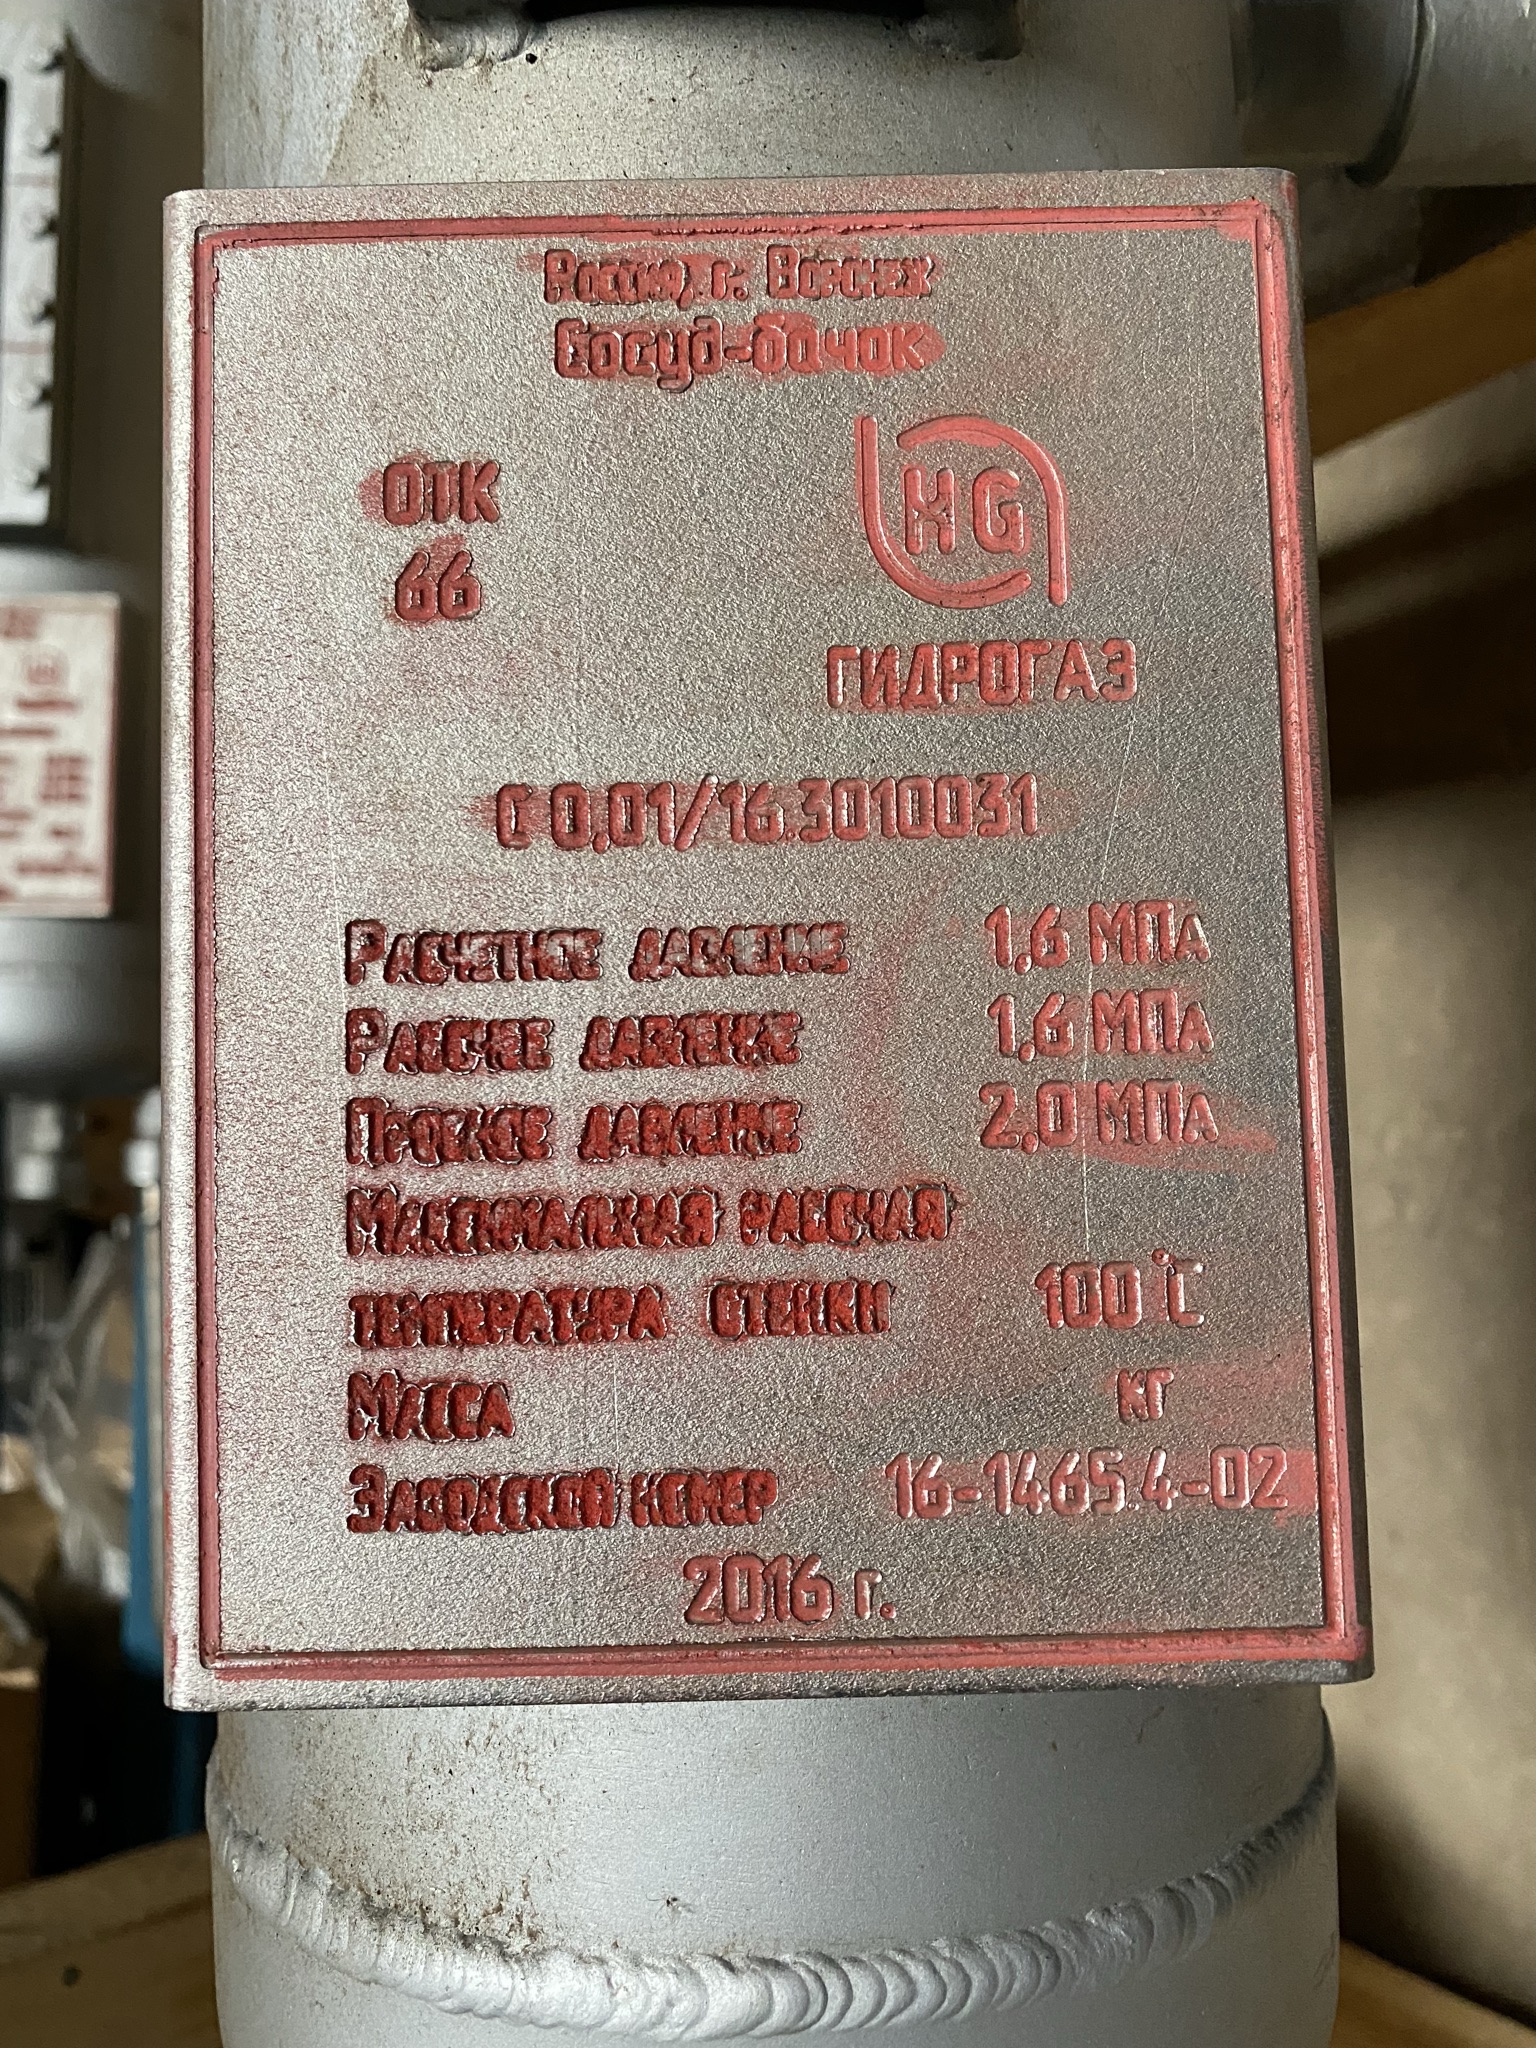 Россия, г. Воронеж
Сосуд-бачок
ОТК
66
HG
ГИДРОГАЗ
С 0,01/16.3010031
Расчетное давление 1,6 МПа
Рабочее давление 1,6 МПа
Пробное давление 2,0 МПа
Максимальная рабочая
температура стенки 100 °С
Масса кг
Заводской номер 16-1465.4-02
2016 г.